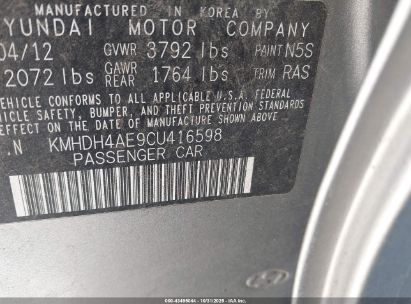 MANUFACTURED IN KOREA BY
YUNDAI MOTOR COMPANY
04/12 GVWR 3792 lbs PAINT N5S
2072 lbs GAWR REAR 1764 lbs TRIM RAS
VEHICLE CONFORMS TO ALL APPLICABLE U.S.A. FEDERAL
VEHICLE SAFETY, BUMPER, AND THEFT PREVENTION STANDARDS
EFFECT ON THE DATE OF MANUFACTURE SHOWN ABOVE
N KMHDH4AE9CU416598
PASSENGER CAR